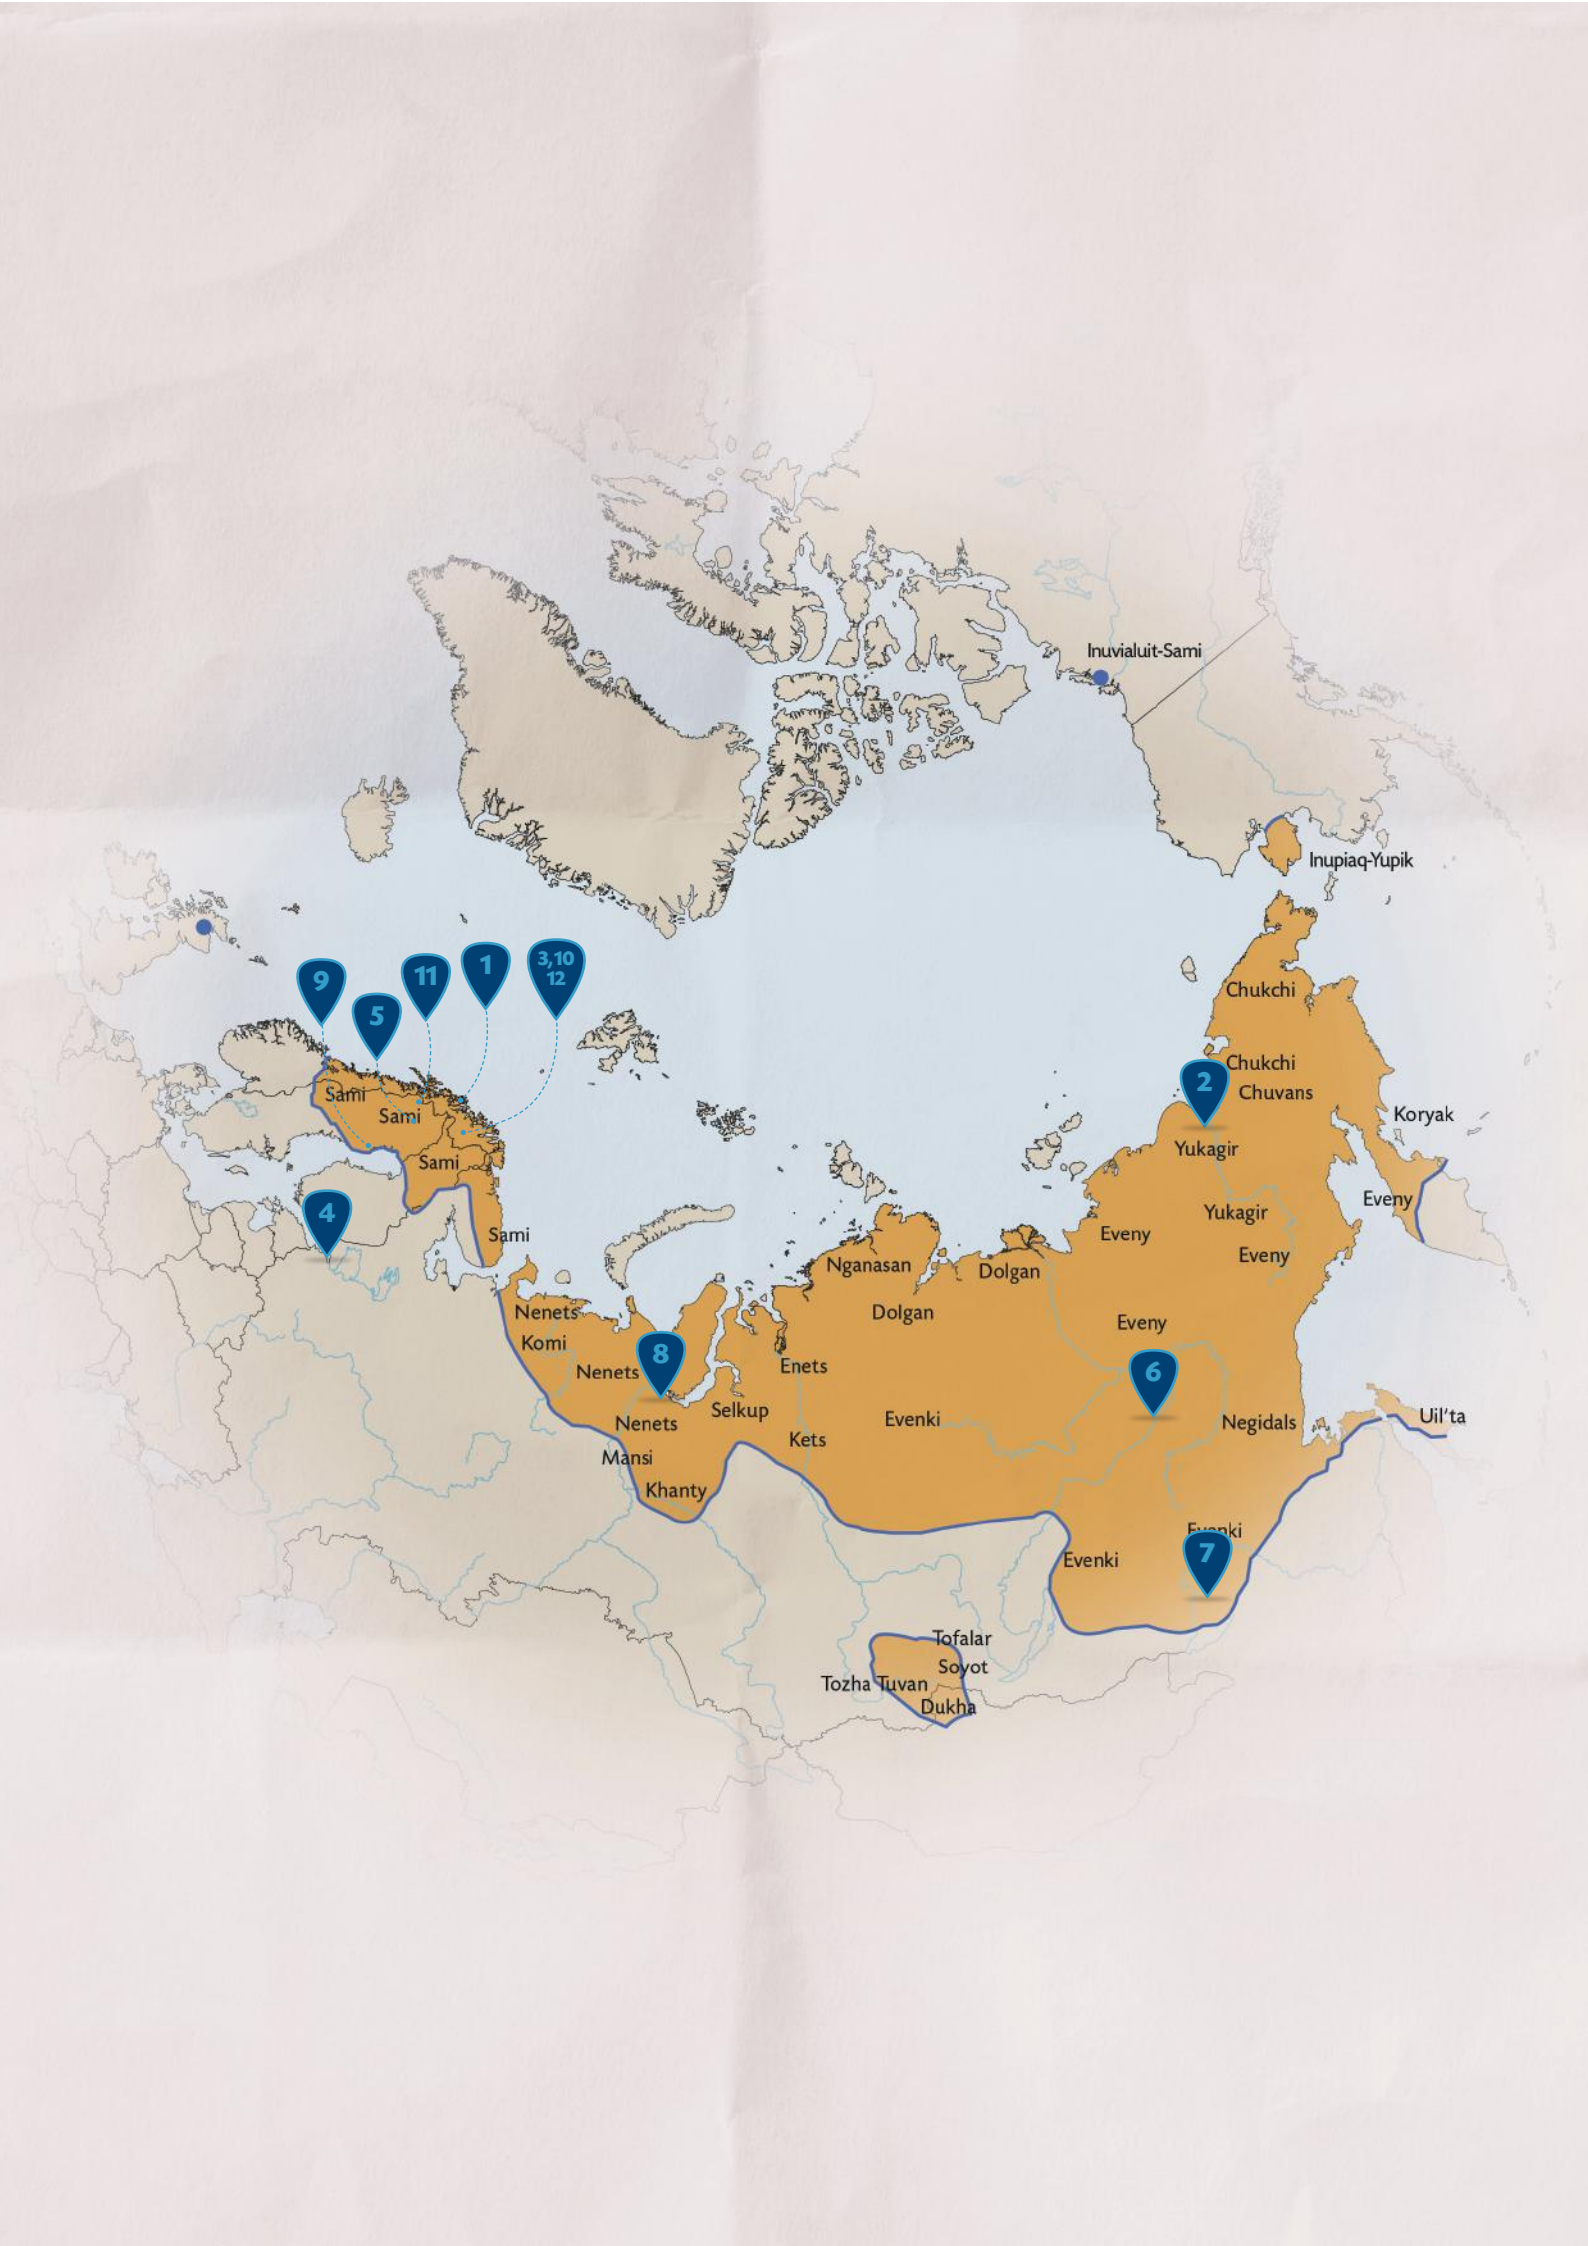 Inuvialuit-Sami
Inupiaq-Yupik
9
5
11
1
3,10
12
Chukchi
Chukchi
2
Chuvans
Koryak
Sami
Sami
Sami
Yukagir
Eveny
Yukagir
4
Sami
Eveny
Eveny
Nganasan
Dolgan
Nenets
Dolgan
Eveny
Komi
8
Nenets
Enets
6
Selkup
Nenets
Evenki
Negidals
Uil'ta
Kets
Mansi
Khanty
Evenki
7
Evenki
Tofalar
Soyot
Tozha Tuvan
Dukha